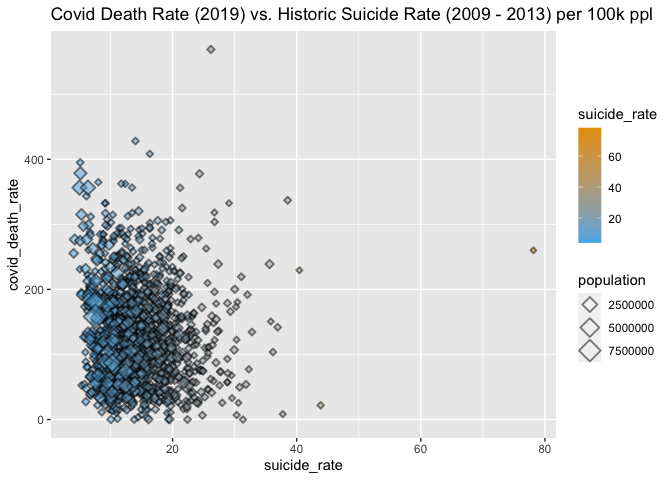 Covid Death Rate (2019) vs. Historic Suicide Rate (2009 - 2013) per 100k ppl
covid_death_rate
400
200
0
20
40
60
80
suicide_rate
suicide_rate
60
40
20
population
2500000
5000000
7500000